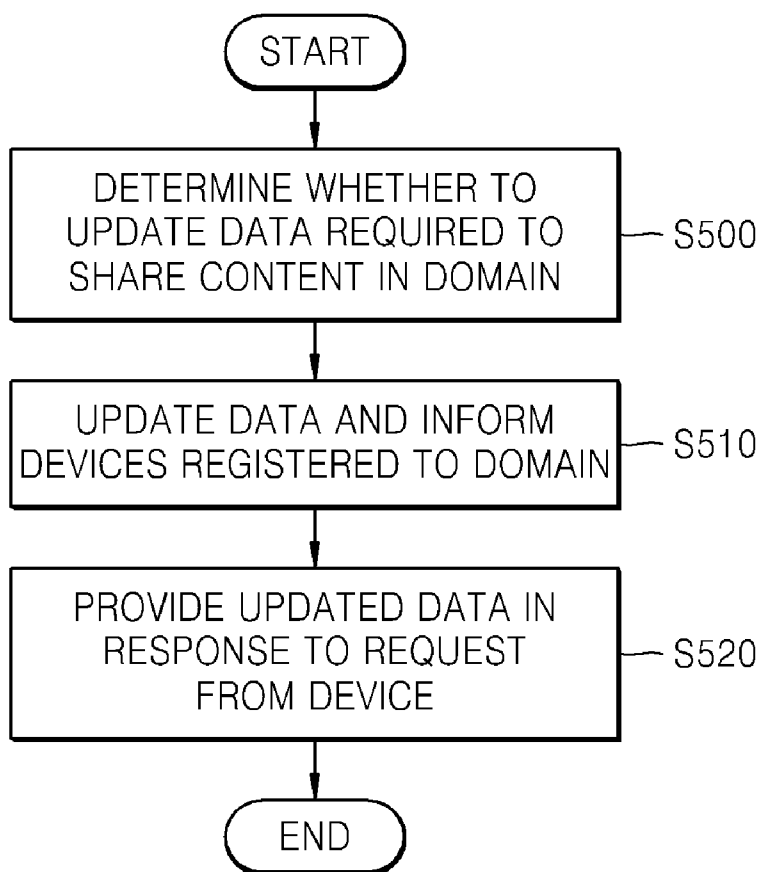 START
DETERMINE WHETHER TO
UPDATE DATA REQUIRED TO
SHARE CONTENT IN DOMAIN
S500
UPDATE DATA AND INFORM
DEVICES REGISTERED TO DOMAIN
S510
PROVIDE UPDATED DATA IN
RESPONSE TO REQUEST
FROM DEVICE
S520
END